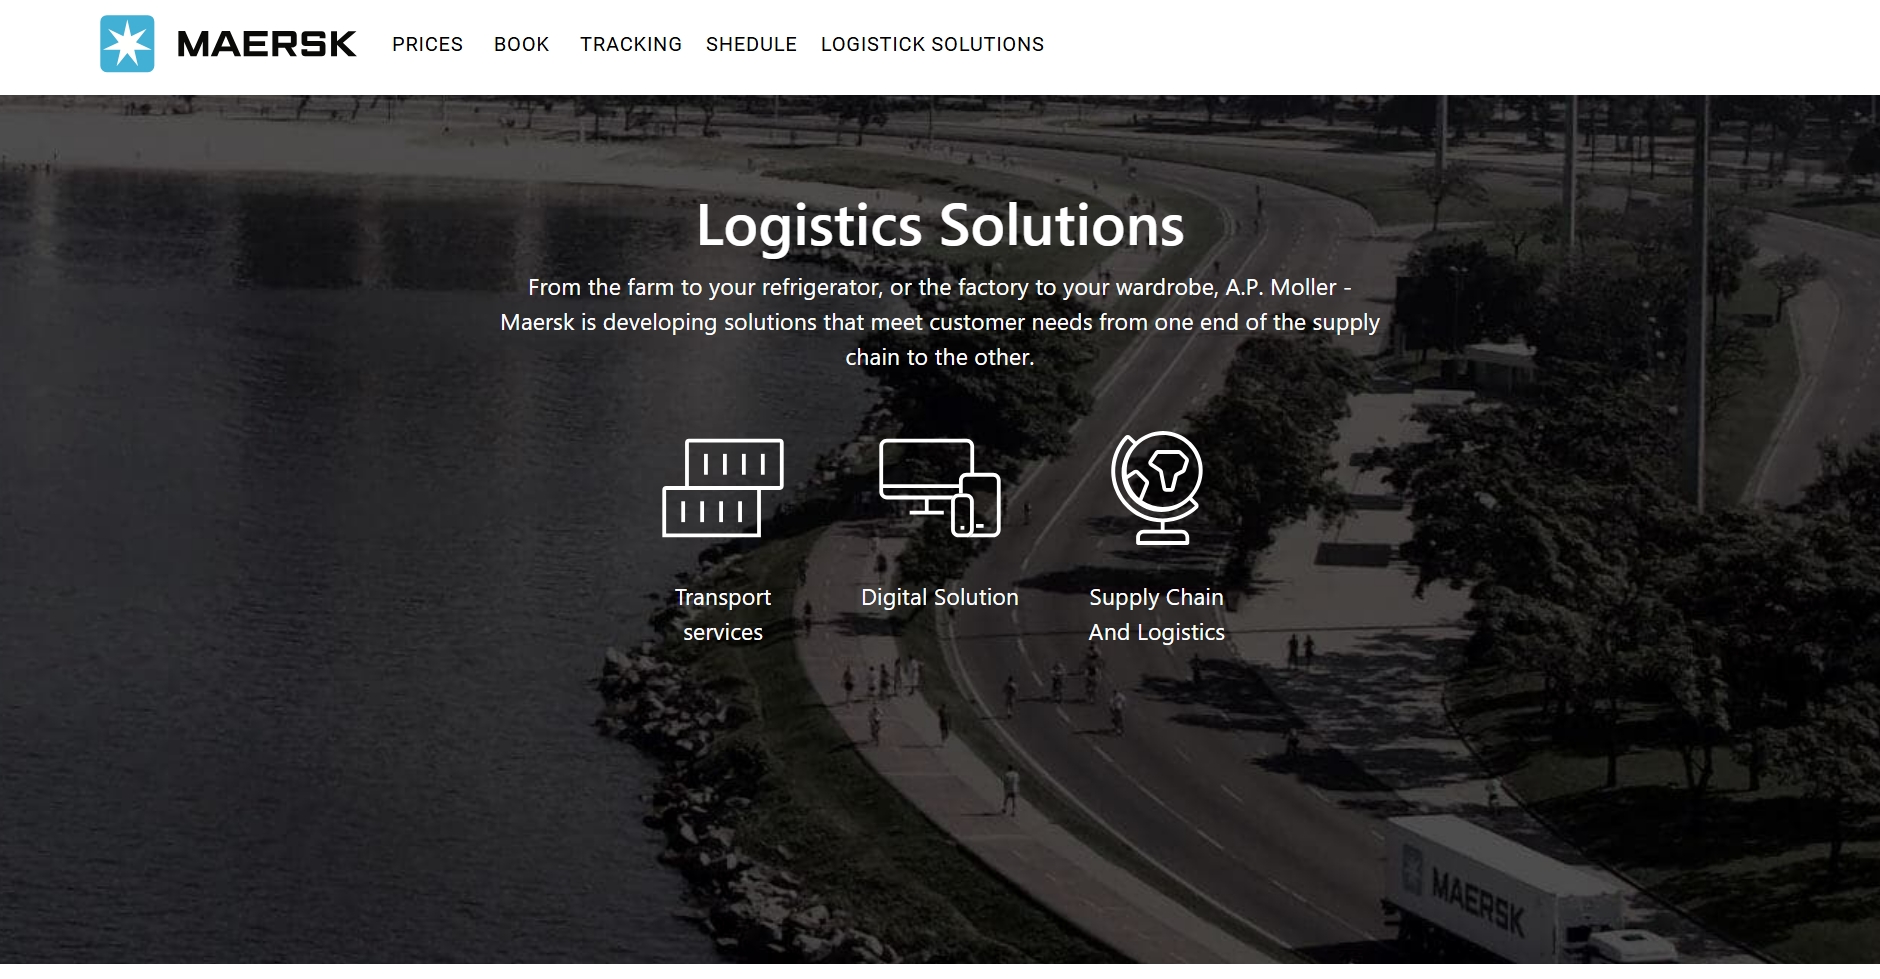 MAERSK PRICES BOOK TRACKING SHEDULE LOGISTICK SOLUTIONS
Logistics Solutions
From the farm to your refrigerator, or the factory to your wardrobe, A.P. Moller -
Maersk is developing solutions that meet customer needs from one end of the supply
chain to the other.
Transport
services
Digital Solution
Supply Chain
And Logistics
MAERSK